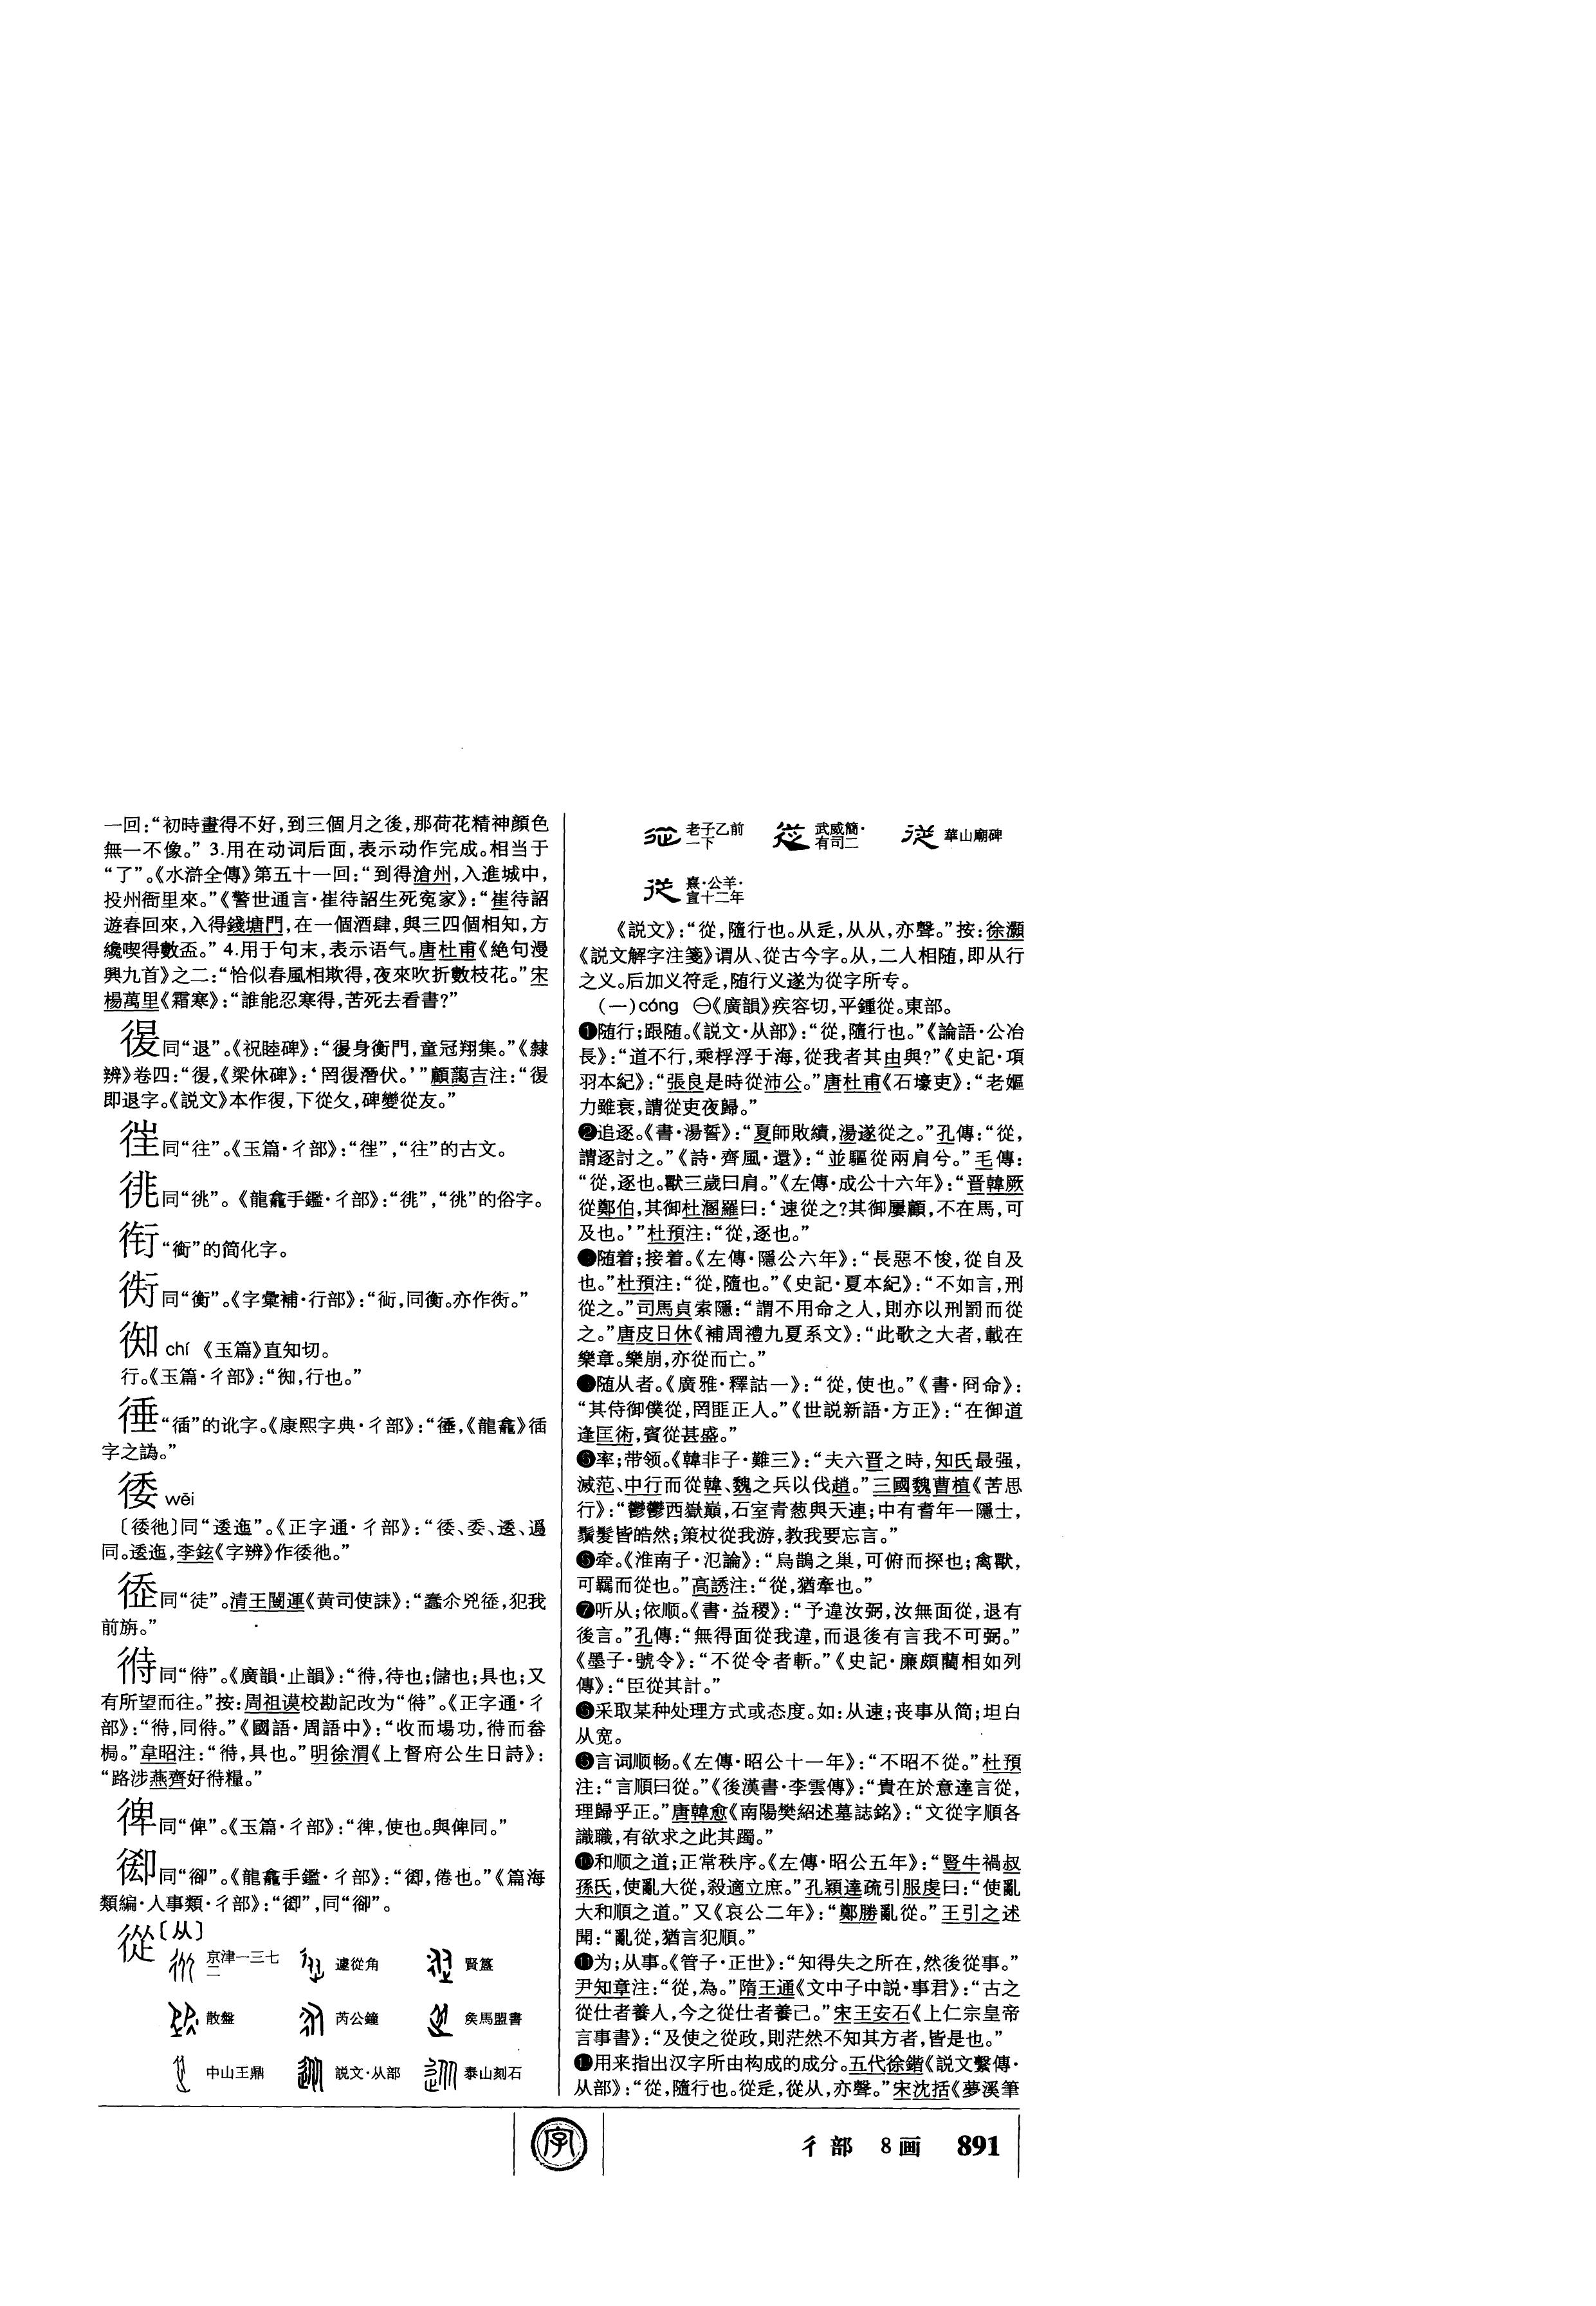 一回：“初時畫得不好，到三個月之後，那荷花精神顔色
無一不像。” 3.用在动词后面，表示动作完成。相当于
“了”。《水滸全傳》第五十一回：“到得滄州，入進城中，
投州衙里來。”《警世通言·崔待詔生死冤家》：“崔待詔
遊春回來，入得錢塘門，在一個酒肆，與三四個相知，方
纔喫得數盃。” 4.用于句末，表示语气。唐杜甫《絶句漫
興九首》之二：“恰似春風相欺得，夜來吹折數枝花。”宋
楊萬里《霜寒》：“誰能忍寒得，苦死去看書？”
同“退”。《祝睦碑》：“身衡門，童冠翔集。”《隸
辨》卷四：“復，《梁休碑》：‘罔復潛伏。’”顧藹吉注：“復
即退字。《説文》本作復，下從夂，碑變從友。”
同“往”。《玉篇·彳部》：“”，“往”的古文。
同“恌”。《龍龕手鑑·彳部》：“”，“”的俗字。
衔 “銜”的简化字。
同“衡”。《字彙補·行部》：“，同衡。亦作。”
chí 《玉篇》直知切。
行。《玉篇·彳部》：“，行也。”
“循”的讹字。《康熙字典·彳部》：“，《龍龕》循
字之譌。”
倭 wēi
〔〕同“逶迤”。《正字通·彳部》：“、委、逶、
同。逶迤，李鉉《字辨》作。”
同“徒”。清王闓運《黄司使誄》：“蠢尒兇，犯我
前旃。”
同“偫”。《廣韻·止韻》：“，待也；儲也；具也；又
有所望而往。”按：周祖谟校勘記改为“”。《正字通·彳
部》：“，同偫。”《國語·周語中》：“收而場功，偫而畚
梮。”韋昭注：“偫，具也。”明徐渭《上督府公生日詩》：
“路涉燕齊好偫糧。”
徫同“俾”。《玉篇·彳部》：“，使也。與俾同。”
同“御”。《龍龕手鑑·彳部》：“，倦也。”《篇海
類編·人事類·彳部》：“”，同“”。
從〔从〕
京津一三七二 遽從角 賢簋
散盤 芮公鐘 矦馬盟書
中山王鼎 説文·从部 泰山刻石
老子乙前一下 武威簡·有司二 華山廟碑
熹·公羊·宣十二年
《説文》：“從，隨行也。从辵，从从，亦聲。”按：徐灝
《説文解字注箋》谓从、從古今字。从，二人相随，即从行
之义。后加义符辵，随行义遂为從字所专。
（一）cóng ㊀《廣韻》疾容切，平鍾從。東部。
❶随行；跟随。《説文·从部》：“從，隨行也。”《論語·公冶
長》：“道不行，乘桴浮于海，從我者其由與？”《史記·項
羽本紀》：“張良是時從沛公。”唐杜甫《石壕吏》：“老嫗
力雖衰，請從吏夜歸。”
❷追逐。《書·湯誓》：“夏師敗績，湯遂從之。”孔傳：“從，
謂逐討之。”《詩·齊風·還》：“並驅從兩肩兮。”毛傳：
“從，逐也。獸三歲曰肩。”《左傳·成公十六年》：“晋韓厥
從鄭伯，其御杜溷羅曰：‘速從之？其御屢顧，不在馬，可
及也。’”杜預注：“從，逐也。”
❸随着；接着。《左傳·隱公六年》：“長惡不悛，從自及
也。”杜預注：“從，隨也。”《史記·夏本紀》：“不如言，刑
從之。”司馬貞索隱：“謂不用命之人，則亦以刑罰而從
之。”唐皮日休《補周禮九夏系文》：“此歌之大者，載在
樂章。樂崩，亦從而亡。”
❹随从者。《廣雅·釋詁一》：“從，使也。”《書·冏命》：
“其侍御僕從，罔匪正人。”《世説新語·方正》：“在御道
逢匡術，賓從甚盛。”
❺率；带领。《韓非子·難三》：“夫六晋之時，知氏最强，
滅范、中行而從韓、魏之兵以伐趙。”三國魏曹植《苦思
行》：“鬱鬱西嶽巔，石室青葱與天連；中有耆年一隱士，
鬚髮皆皓然；策杖從我游，教我要忘言。”
❻牵。《淮南子·氾論》：“烏鵲之巢，可俯而探也；禽獸，
可羈而從也。”高誘注：“從，猶牽也。”
❼听从；依顺。《書·益稷》：“予違汝弼，汝無面從，退有
後言。”孔傳：“無得面從我違，而退後有言我不可弼。”
《墨子·號令》：“不從令者斬。”《史記·廉頗藺相如列
傳》：“臣從其計。”
❽采取某种处理方式或态度。如：从速；丧事从简；坦白
从宽。
❾言词顺畅。《左傳·昭公十一年》：“不昭不從。”杜預
注：“言順曰從。”《後漢書·李雲傳》：“貴在於意達言從，
理歸乎正。”唐韓愈《南陽樊紹述墓誌銘》：“文從字順各
識職，有欲求之此其躅。”
❿和顺之道；正常秩序。《左傳·昭公五年》：“豎牛禍叔
孫氏，使亂大從，殺適立庶。”孔穎達疏引服虔曰：“使亂
大和順之道。”又《哀公二年》：“鄭勝亂從。”王引之述
聞：“亂從，猶言犯順。”
⓫为；从事。《管子·正世》：“知得失之所在，然後從事。”
尹知章注：“從，為。”隋王通《文中子中説·事君》：“古之
從仕者養人，今之從仕者養己。”宋王安石《上仁宗皇帝
言事書》：“及使之從政，則茫然不知其方者，皆是也。”
⓬用来指出汉字所由构成的成分。五代徐鍇《説文繫傳·
从部》：“從，隨行也。從辵，從从，亦聲。”宋沈括《夢溪筆
字
彳部 8画 891